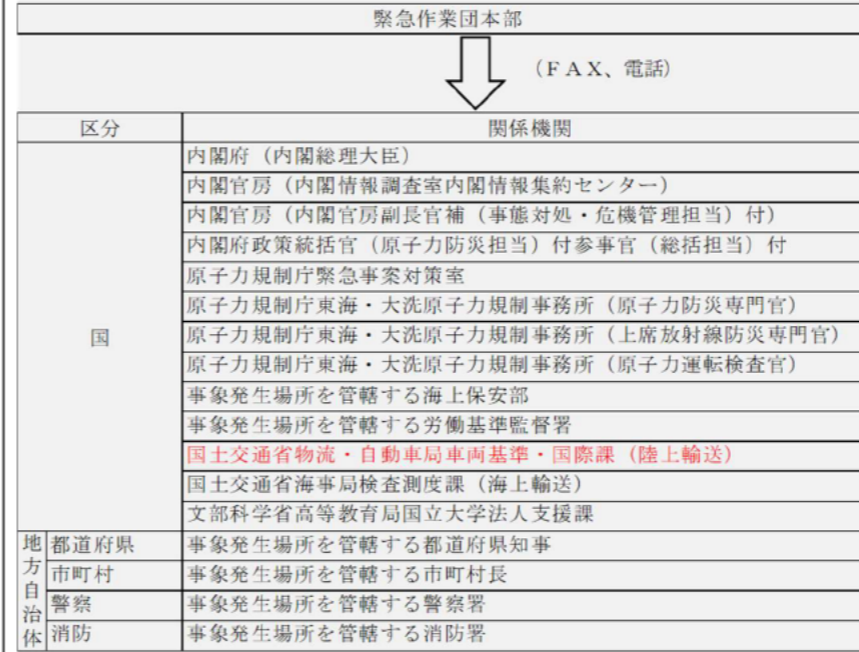 緊急作業団本部
(FAX、電話)
区分 関係機関
国
内閣府（内閣総理大臣）
内閣官房（内閣情報調査室内閣情報集約センター）
内閣官房（内閣官房副長官補（事態対処・危機管理担当）付）
内閣府政策統括官（原子力防災担当）付参事官（総括担当）付
原子力規制庁緊急事案対策室
原子力規制庁東海・大洗原子力規制事務所（原子力防災専門官）
原子力規制庁東海・大洗原子力規制事務所（上席放射線防災専門官）
原子力規制庁東海・大洗原子力規制事務所（原子力運転検査官）
事象発生場所を管轄する海上保安部
事象発生場所を管轄する労働基準監督署
国土交通省物流・自動車局車両基準・国際課（陸上輸送）
国土交通省海事局検査測度課（海上輸送）
文部科学省高等教育局国立大学法人支援課
地方自治体
都道府県 事象発生場所を管轄する都道府県知事
市町村 事象発生場所を管轄する市町村長
警察 事象発生場所を管轄する警察署
消防 事象発生場所を管轄する消防署